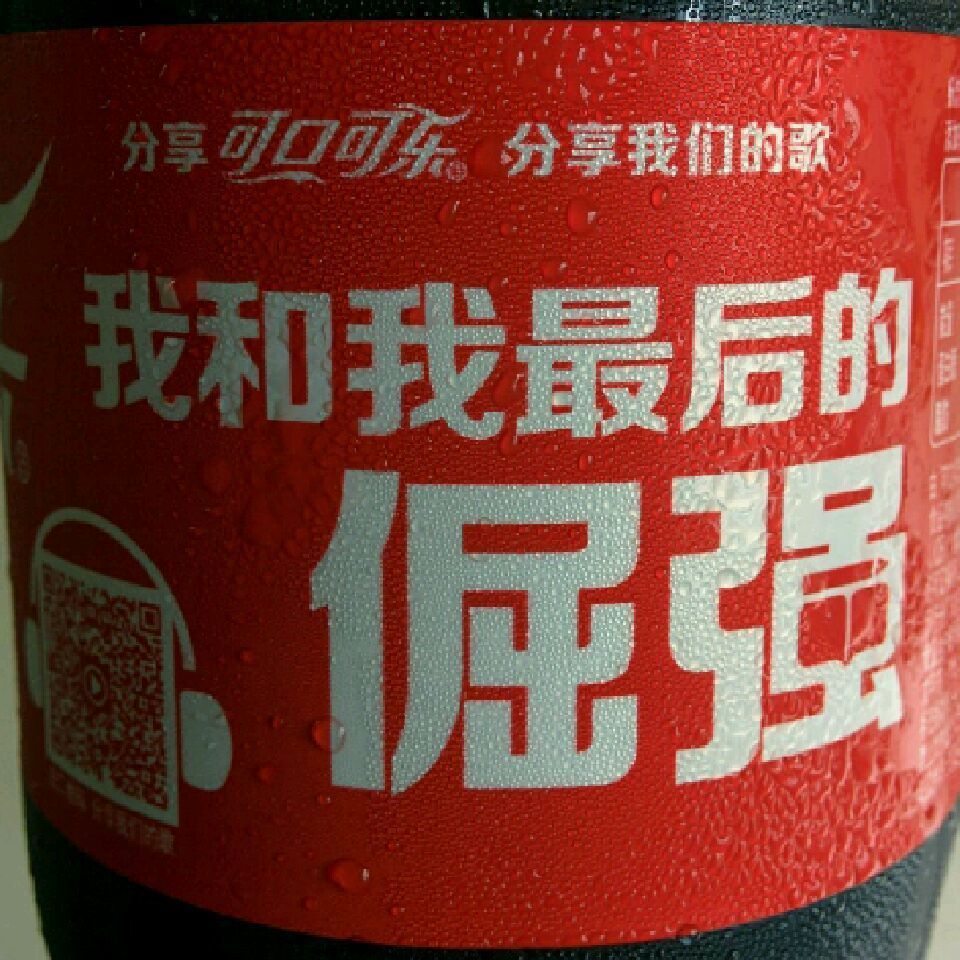 分享 可口可乐 分享我们的歌
我和我最后的
倔强